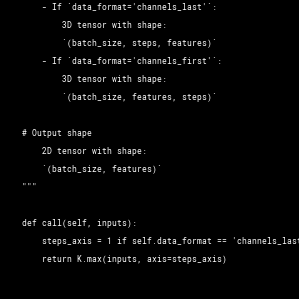 - If `data_format='channels_last'`:
3D tensor with shape:
`(batch_size, steps, features)`
- If `data_format='channels_first'`:
3D tensor with shape:
`(batch_size, features, steps)`
# Output shape
2D tensor with shape:
`(batch_size, features)`
"""
def call(self, inputs):
steps_axis = 1 if self.data_format == 'channels_last
return K.max(inputs, axis=steps_axis)